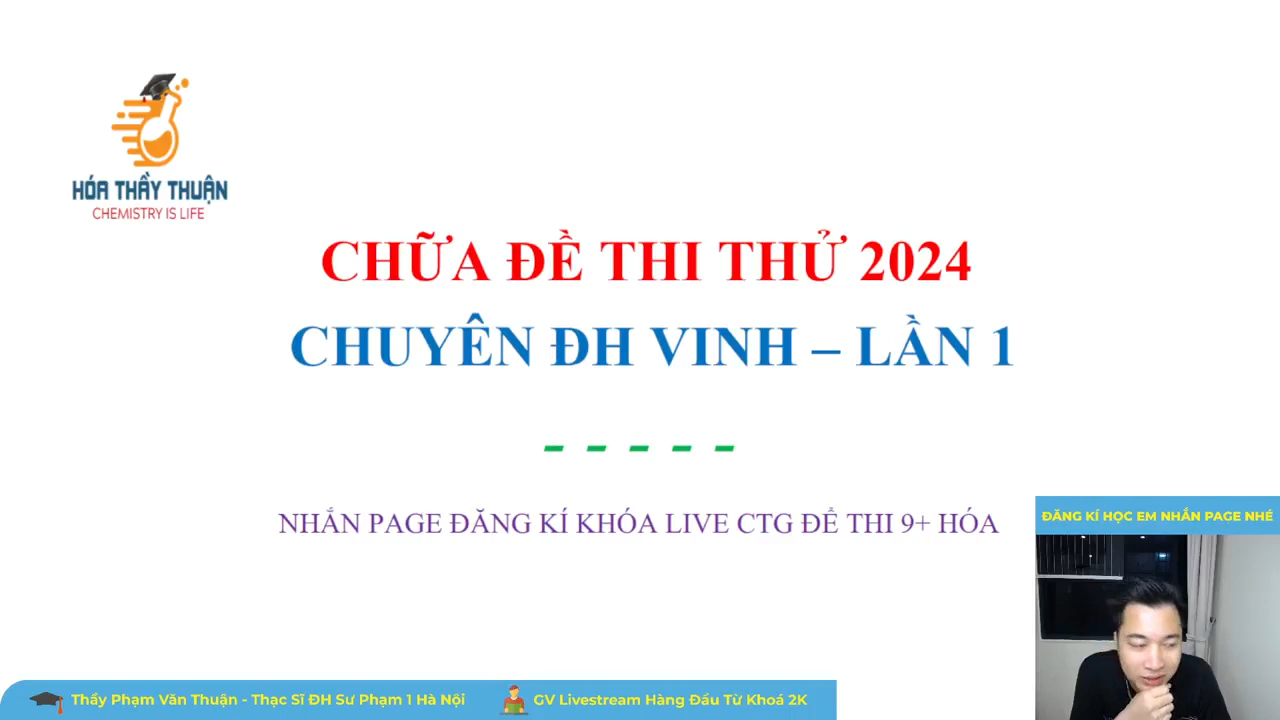 HÓA THẦY THUẬN
CHEMISTRY IS LIFE
CHỮA ĐỀ THI THỬ 2024
CHUYÊN ĐH VINH – LẦN 1
- - - - -
NHẮN PAGE ĐĂNG KÍ KHÓA LIVE CTG ĐỂ THI 9+ HÓA
ĐĂNG KÍ HỌC EM NHẮN PAGE NHÉ
Thầy Phạm Văn Thuận - Thạc Sĩ ĐH Sư Phạm 1 Hà Nội
GV Livestream Hàng Đầu Từ Khoá 2K